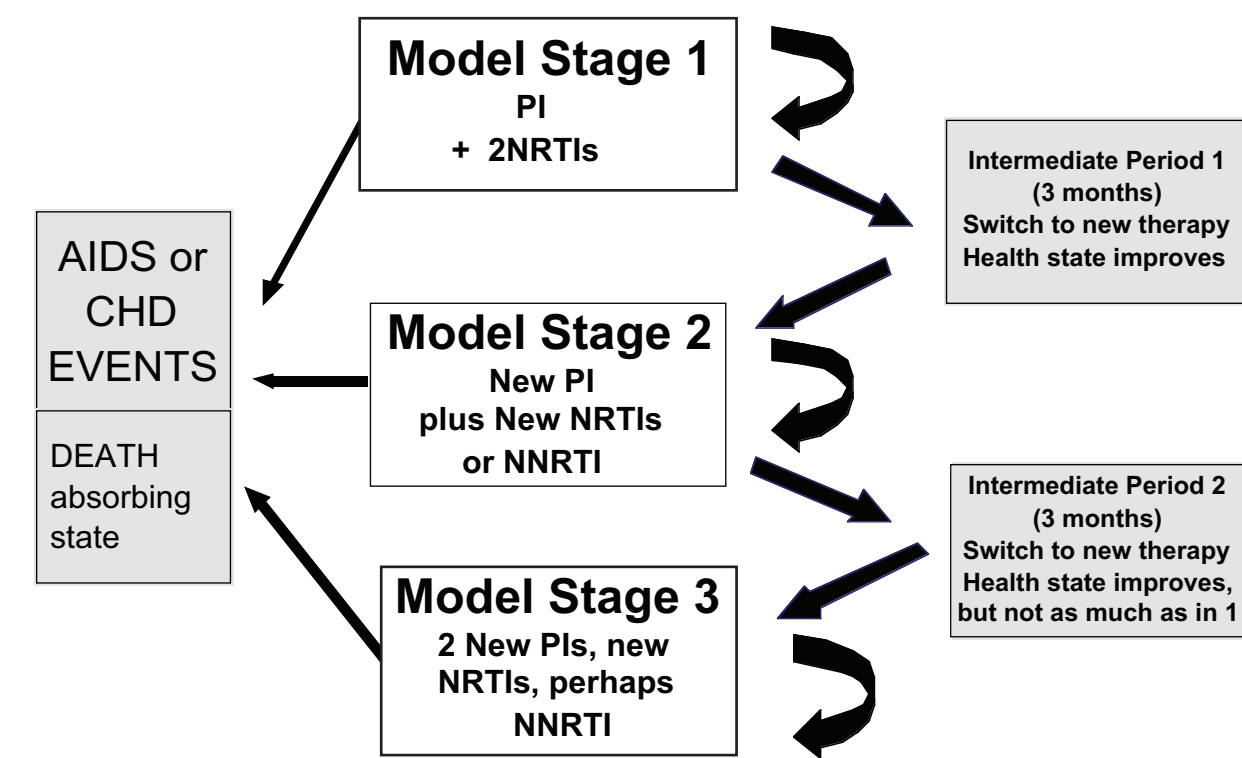 Model Stage 1
PI
+ 2NRTIs
Intermediate Period 1
(3 months)
Switch to new therapy
Health state improves
AIDS or
CHD
EVENTS
DEATH
absorbing
state
Model Stage 2
New PI
plus New NRTIs
or NNRTI
Intermediate Period 2
(3 months)
Switch to new therapy
Health state improves,
but not as much as in 1
Model Stage 3
2 New PIs, new
NRTIs, perhaps
NNRTI